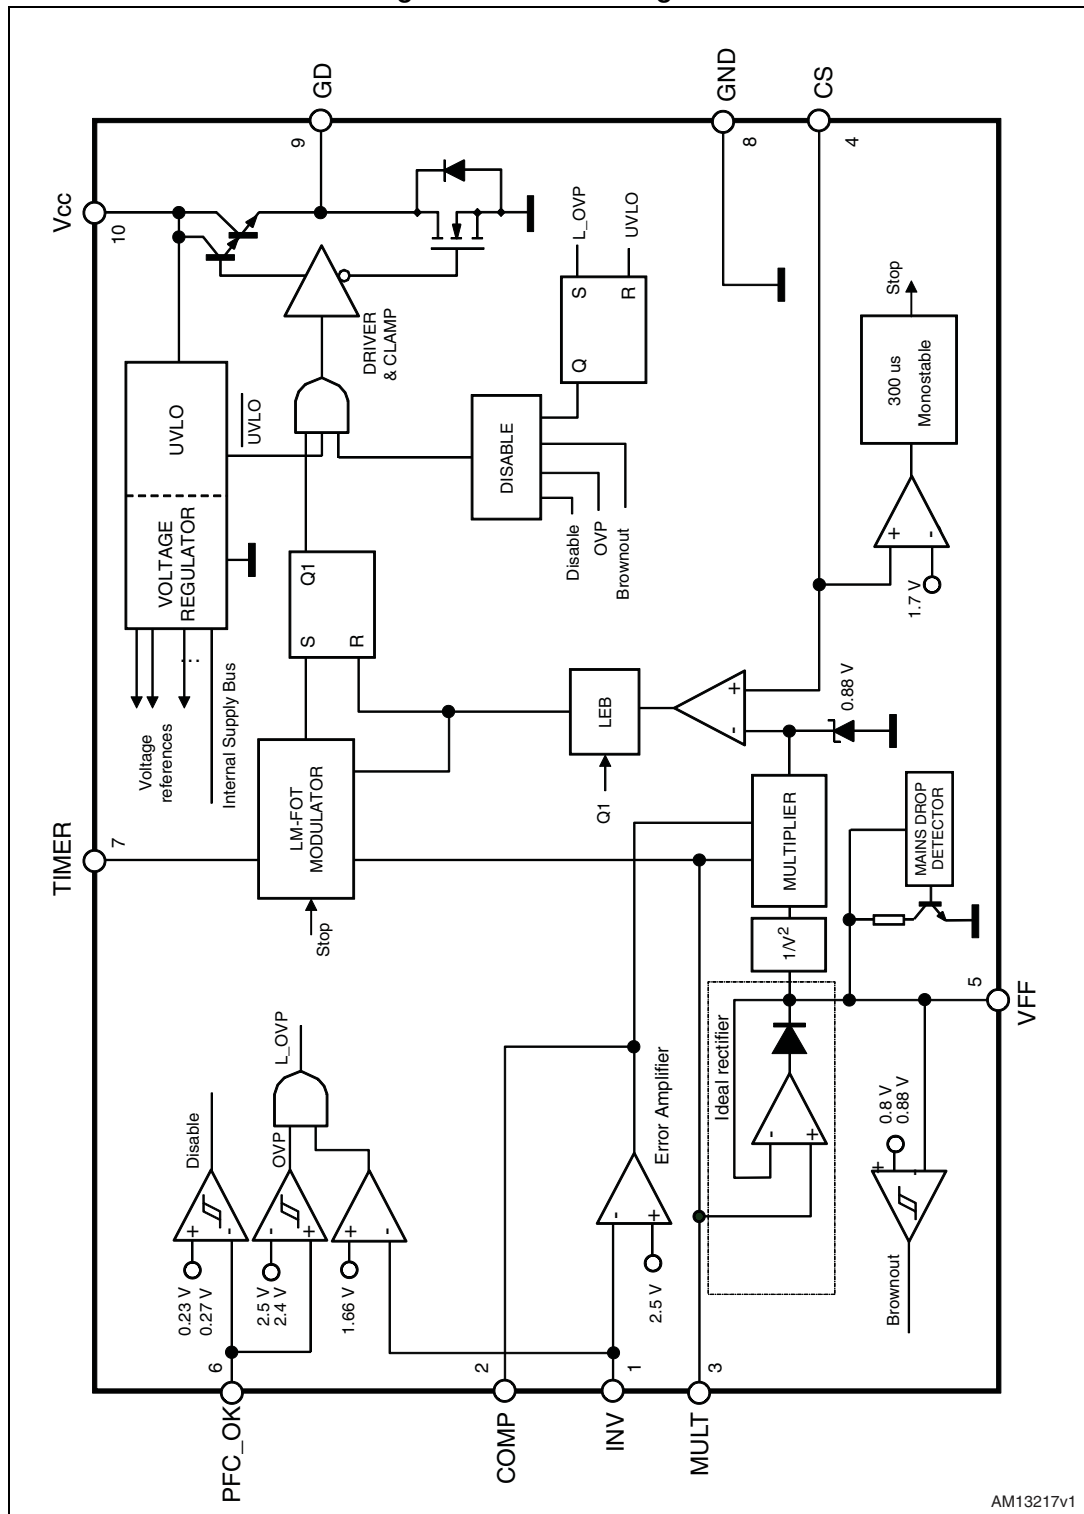 Vcc
10
GD
9
GND
8
CS
4
TIMER
7
VFF
5
PFC_OK
6
COMP
2
INV
1
MULT
3
VOLTAGE
REGULATOR
UVLO
UVLO
Voltage
references
...
Internal Supply Bus
DRIVER
& CLAMP
LM-FOT
MODULATOR
Stop
S
R
Q1
DISABLE
Disable
OVP
Brownout
Q
S
R
L_OVP
UVLO
Q1
LEB
-
+
0.88 V
1.7 V
+
-
300 us
Monostable
Stop
MULTIPLIER
1/V2
MAINS DROP
DETECTOR
Ideal rectifier
-
+
0.8 V
0.88 V
+
-
Brownout
Error Amplifier
-
+
2.5 V
0.23 V
0.27 V
+
-
Disable
2.5 V
2.4 V
-
+
OVP
1.66 V
+
-
L_OVP
AM13217v1